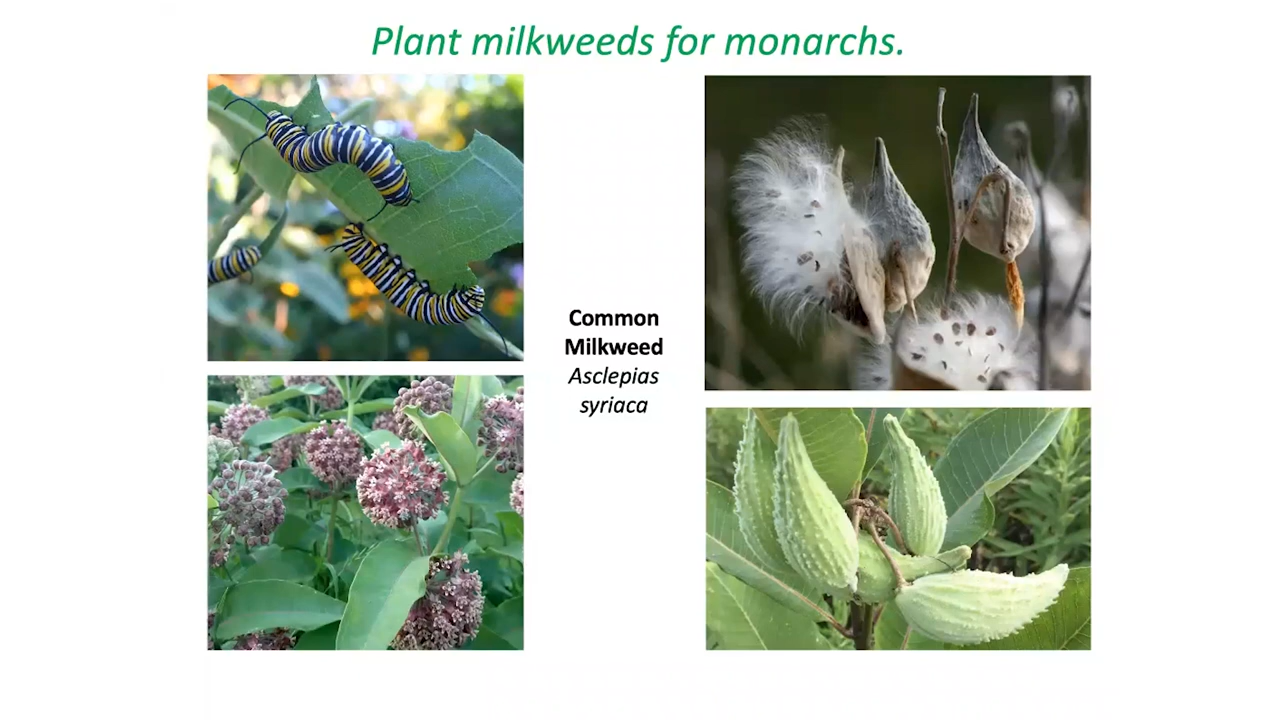 Plant milkweeds for monarchs.
Common
Milkweed
Asclepias
syriaca